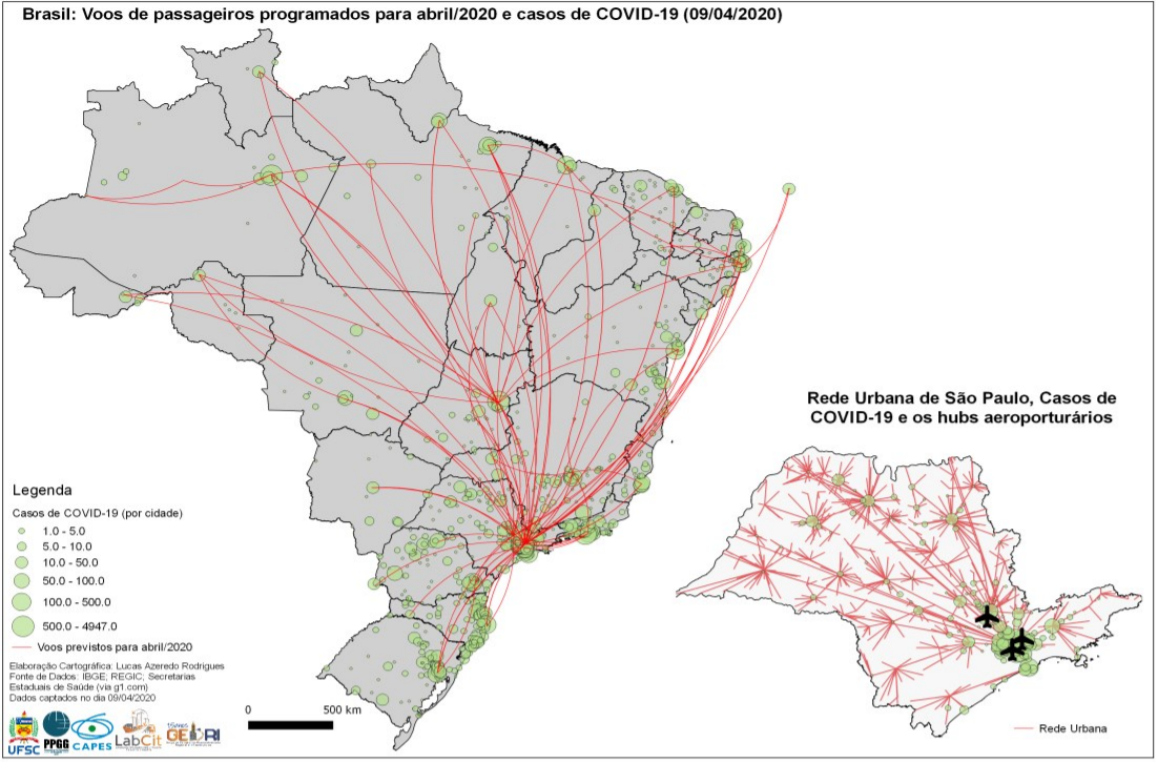 Brasil: Voos de passageiros programados para abril/2020 e casos de COVID-19 (09/04/2020)
Rede Urbana de São Paulo, Casos de
COVID-19 e os hubs aeroporturários
Legenda
Casos de COVID-19 (por cidade)
1.0 - 5.0
5.0 - 10.0
10.0 - 50.0
50.0 - 100.0
100.0 - 500.0
500.0 - 4947.0
Voos previstos para abril/2020
Elaboração Cartográfica: Lucas Azeredo Rodrigues
Fonte de Dados: IBGE; REGIC; Secretarias
Estaduais de Saúde (via g1.com)
Dados captados no dia 09/04/2020
0 500 km
UFSC PPGG CAPES LabCit
Rede Urbana